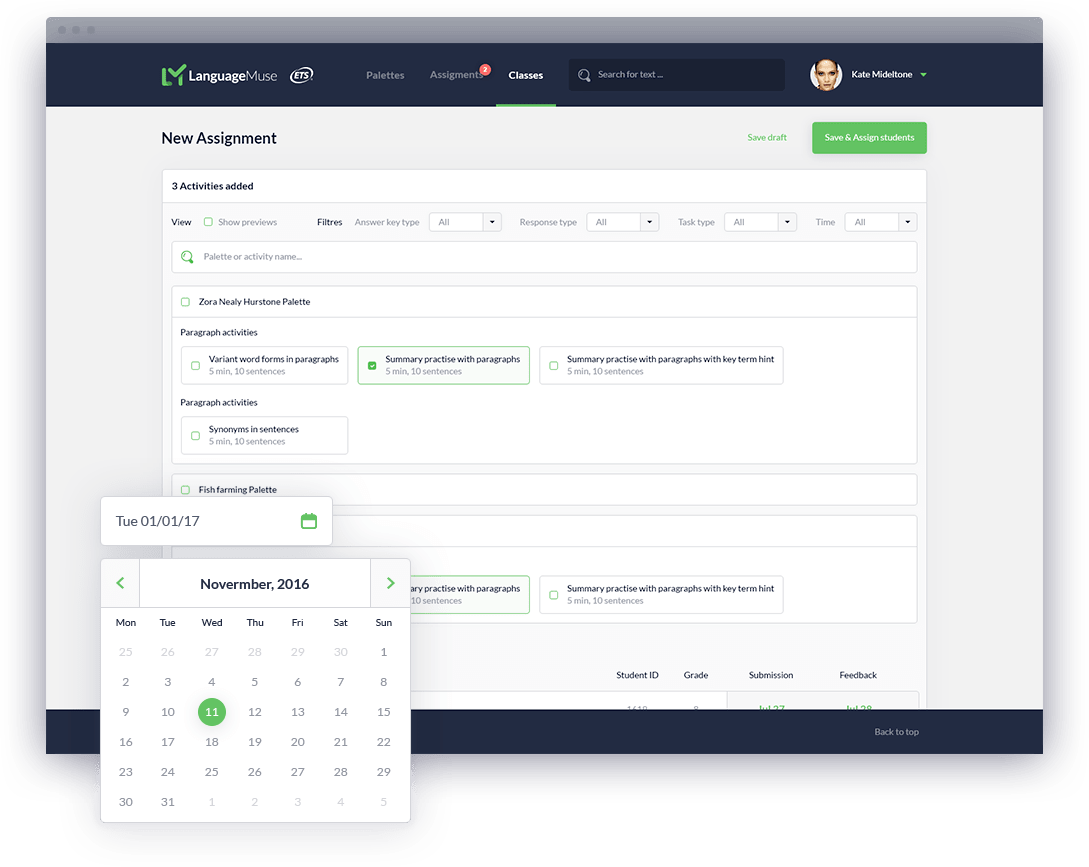 LanguageMuse ETS Palettes Assigments 2 Classes Search for text ... Kate Mideltone
New Assignment Save draft Save & Assign students
3 Activities added
View Show previews Filtres Answer key type All Response type All Task type All Time All
Palette or activity name...
Zora Nealy Hurstone Palette
Paragraph activities
Variant word forms in paragraphs Summary practise with paragraphs Summary practise with paragraphs with key term hint
5 min, 10 sentences 5 min, 10 sentences 5 min, 10 sentences
Paragraph activities
Synonyms in sentences
5 min, 10 sentences
Fish farming Palette
Tue 01/01/17
Novermber, 2016
practise with paragraphs Summary practise with paragraphs with key term hint
10 sentences 5 min, 10 sentences
Mon Tue Wed Thu Fri Sat Sun
25 26 27 28 29 30 1
Student ID Grade Submission Feedback
2 3 4 5 6 7 8
9 10 11 12 13 14 15
1618 8 Jul 27 Jul 28
Back to top
16 17 18 19 20 21 22
23 24 25 26 27 28 29
30 31 1 2 3 4 5